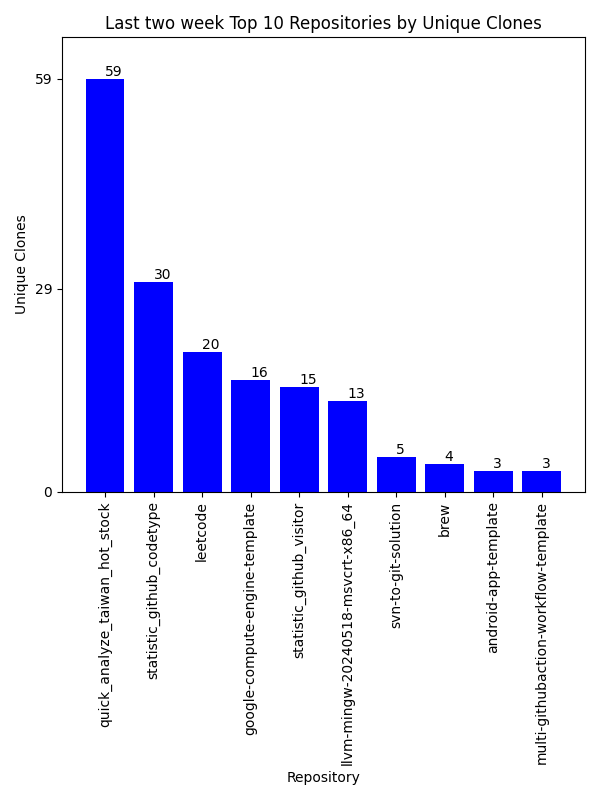 Last two week Top 10 Repositories by Unique Clones
Unique Clones
59
29
0
59
30
20
16
15
13
5
4
3
3
quick_analyze_taiwan_hot_stock
statistic_github_codetype
leetcode
google-compute-engine-template
statistic_github_visitor
llvm-mingw-20240518-msvcrt-x86_64
svn-to-git-solution
brew
android-app-template
multi-githubaction-workflow-template
Repository